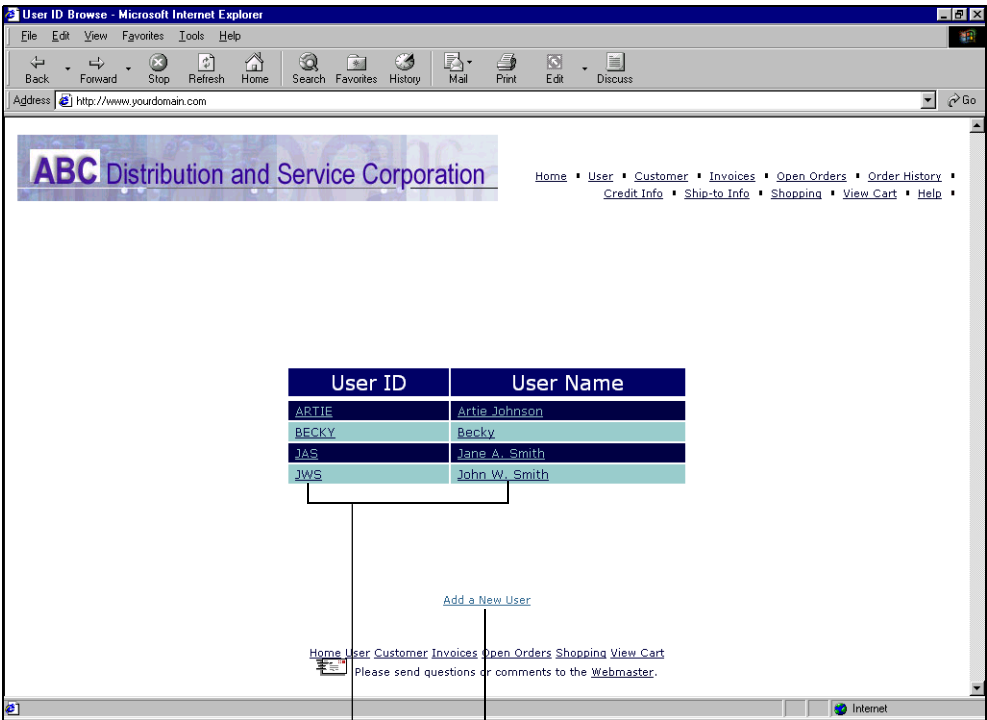 User ID Browse - Microsoft Internet Explorer
File Edit View Favorites Tools Help
Back Forward Stop Refresh Home Search Favorites History Mail Print Edit Discuss
Address http://www.yourdomain.com Go
ABC Distribution and Service Corporation
Home User Customer Invoices Open Orders Order History
Credit Info Ship-to Info Shopping View Cart Help
User ID User Name
ARTIE Artie Johnson
BECKY Becky
JAS Jane A. Smith
JWS John W. Smith
Add a New User
Home User Customer Invoices Open Orders Shopping View Cart
Please send questions or comments to the Webmaster.
Internet